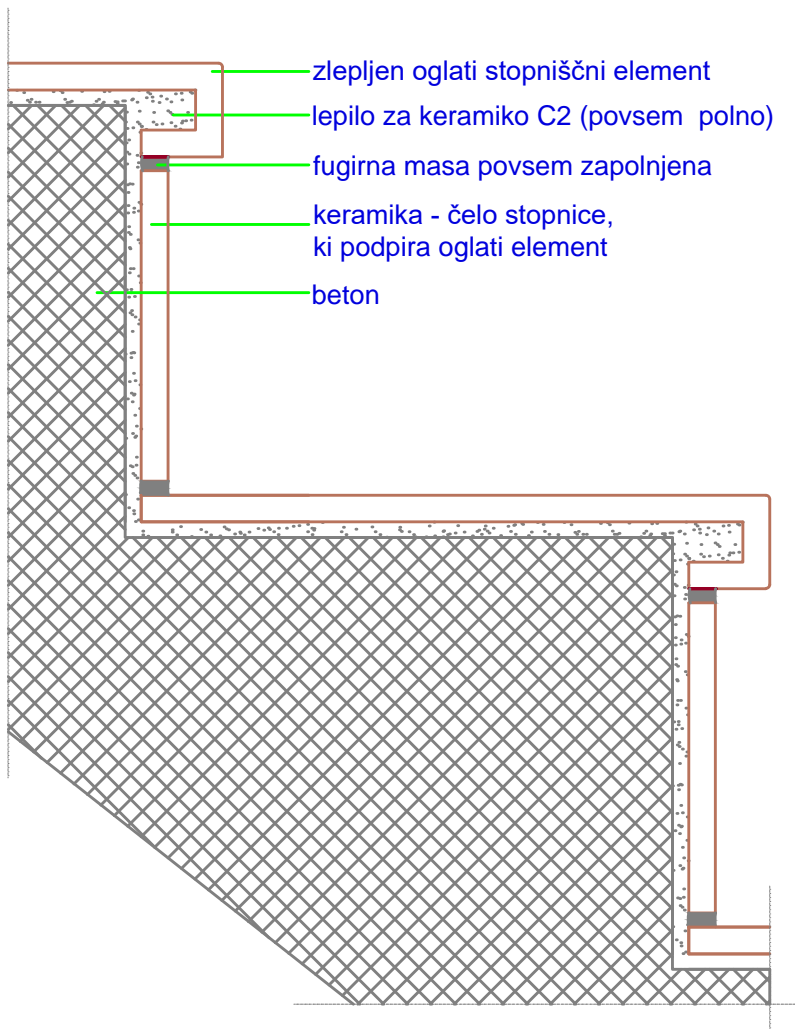 zlepljen oglati stopniščni element
lepilo za keramiko C2 (povsem polno)
fugirna masa povsem zapolnjena
keramika - čelo stopnice,
ki podpira oglati element
beton